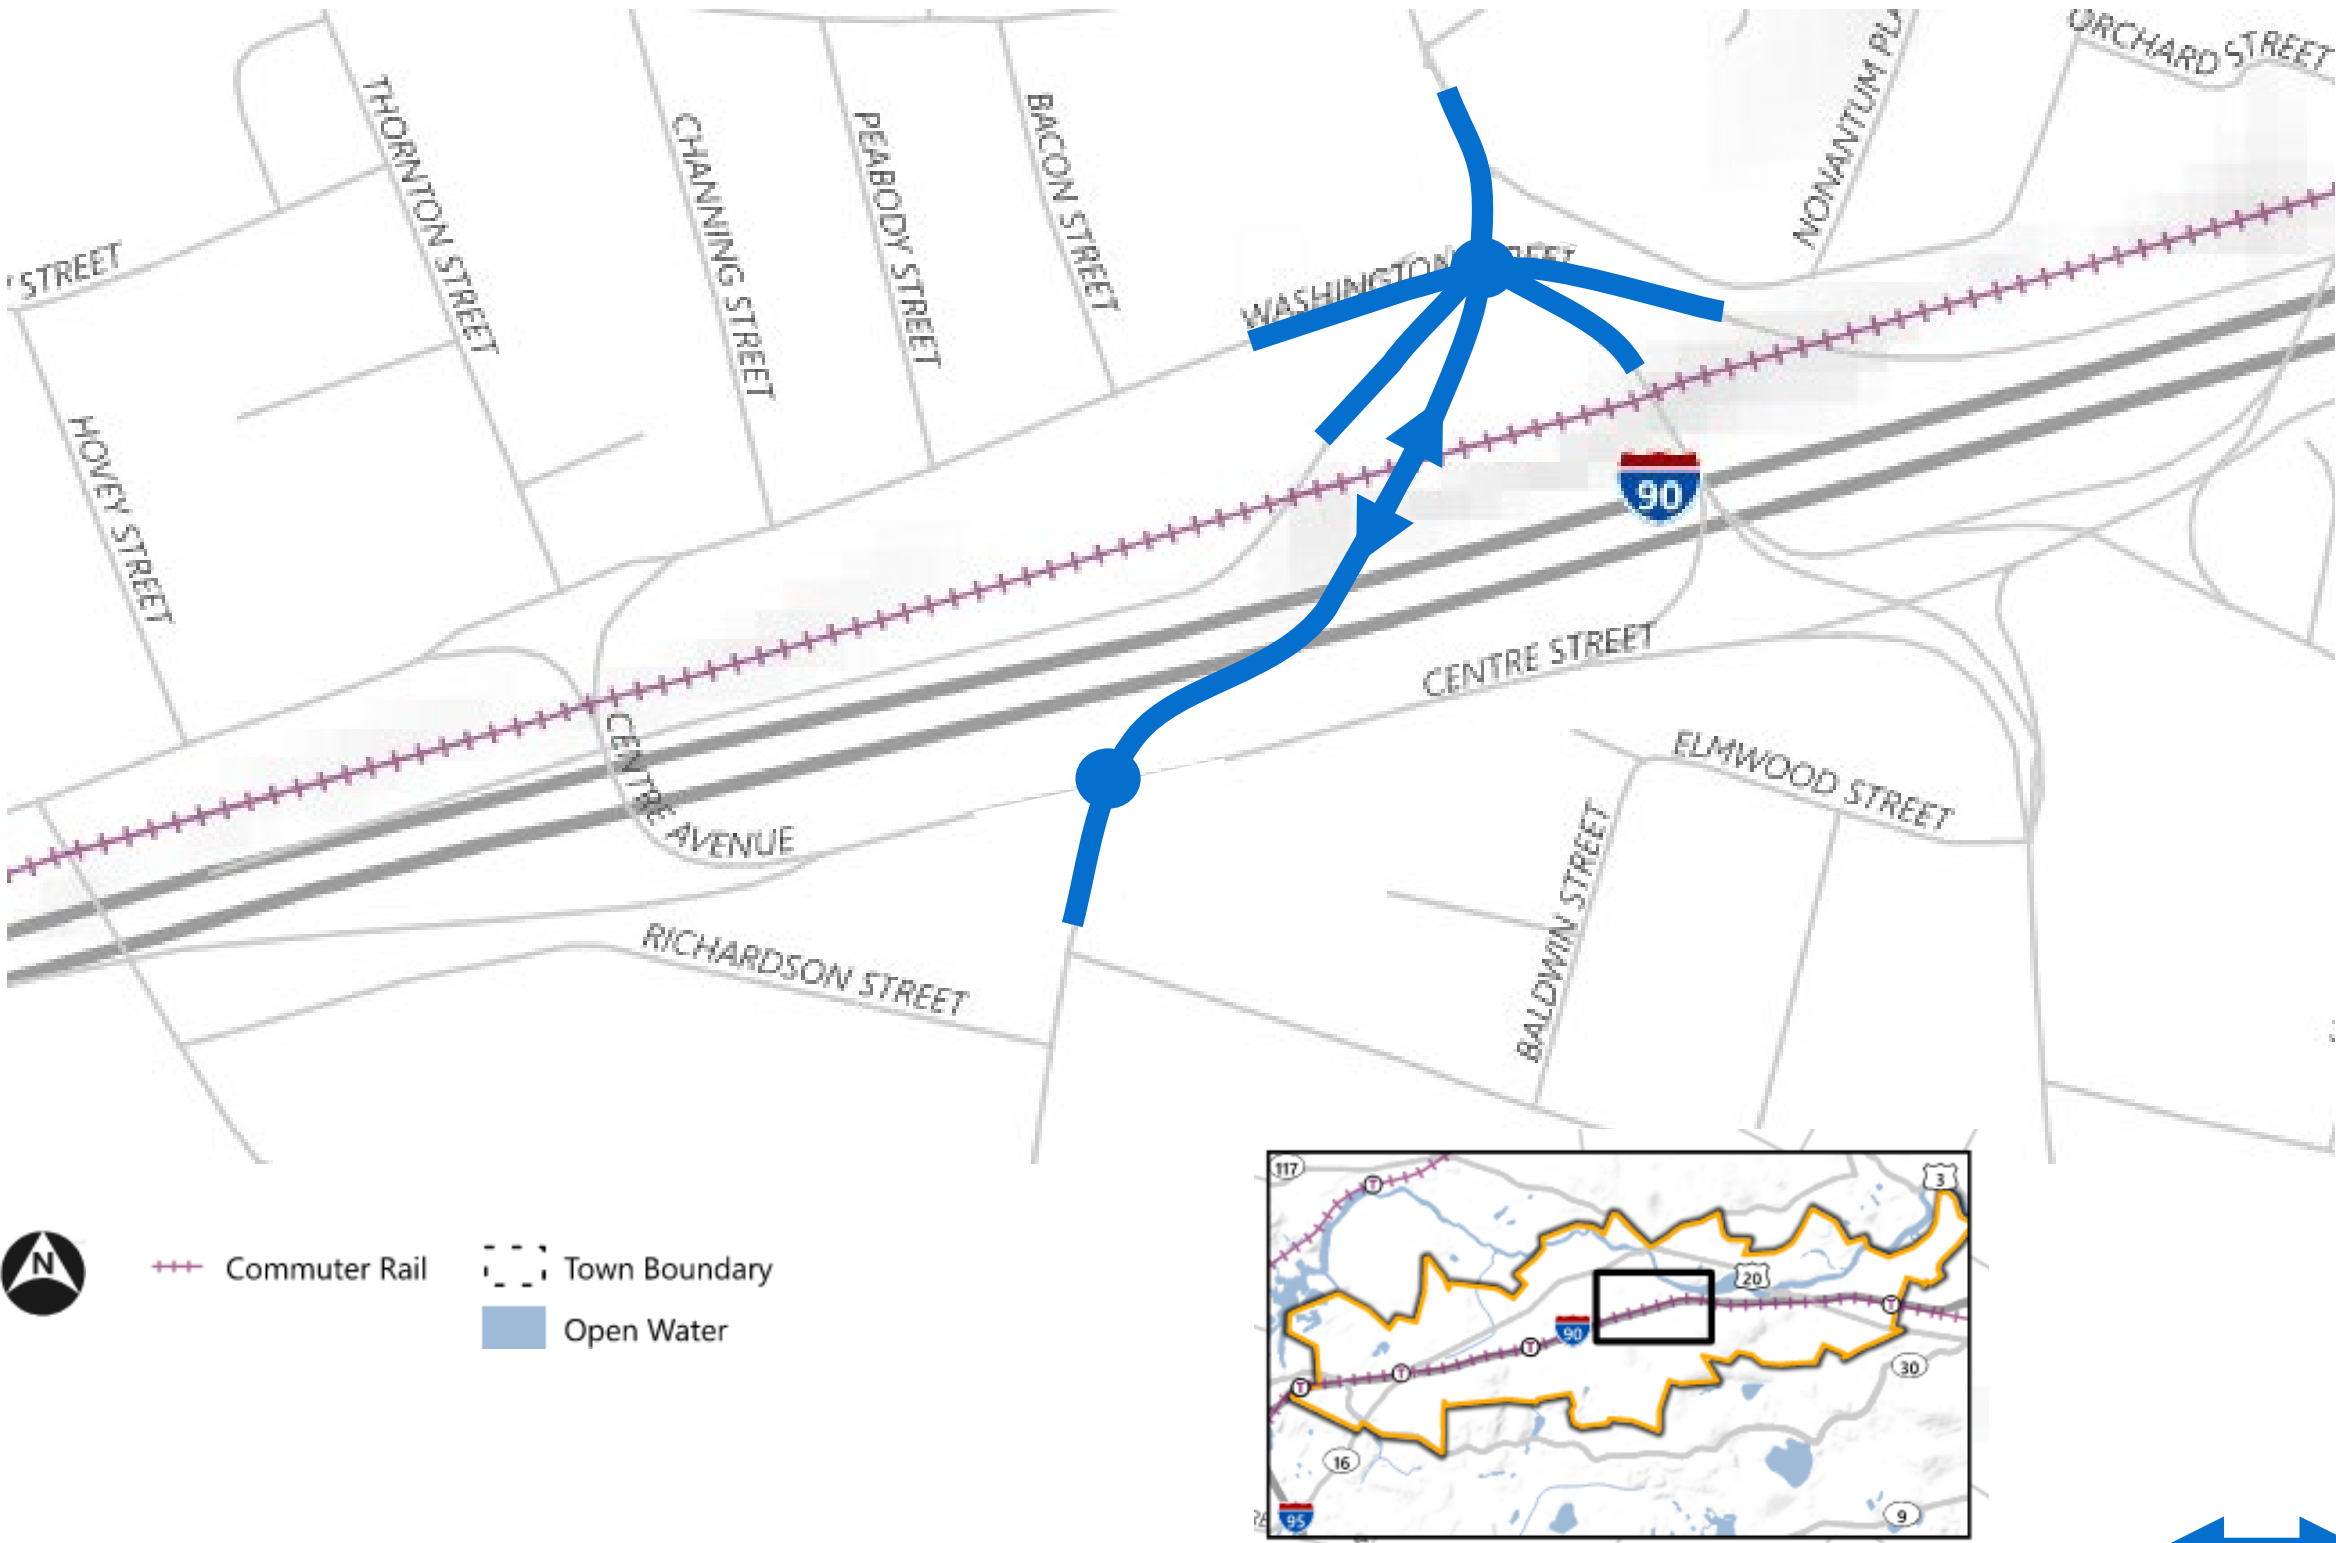 ORCHARD STREET
NONANTUM
THORNTON STREET
CHANNING STREET
PEABODY STREET
BACON STREET
STREET
WASHINGTON
HOVEY STREET
90
CENTRE STREET
CENTRE AVENUE
ELMWOOD STREET
BALDWIN STREET
RICHARDSON STREET
N
Commuter Rail
Town Boundary
Open Water
117
T
3
20
90
T
T
T
T
30
16
95
9